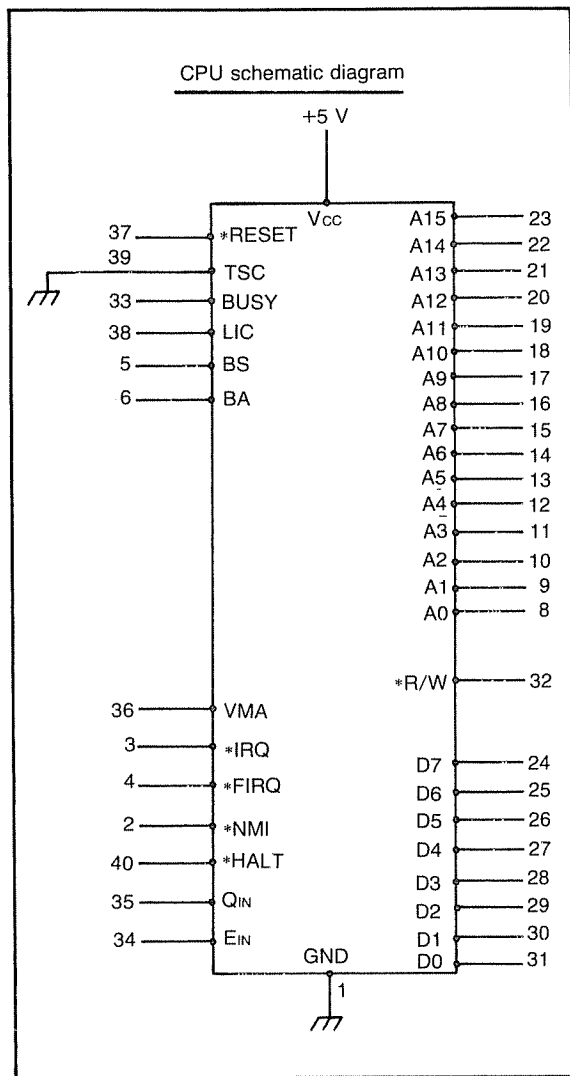 CPU schematic diagram
+5 V
Vcc
37 *RESET
39 TSC
33 BUSY
38 LIC
5 BS
6 BA
36 VMA
3 *IRQ
4 *FIRQ
2 *NMI
40 *HALT
35 QIN
34 EIN
GND
1
A15 23
A14 22
A13 21
A12 20
A11 19
A10 18
A9 17
A8 16
A7 15
A6 14
A5 13
A4 12
A3 11
A2 10
A1 9
A0 8
*R/W 32
D7 24
D6 25
D5 26
D4 27
D3 28
D2 29
D1 30
D0 31